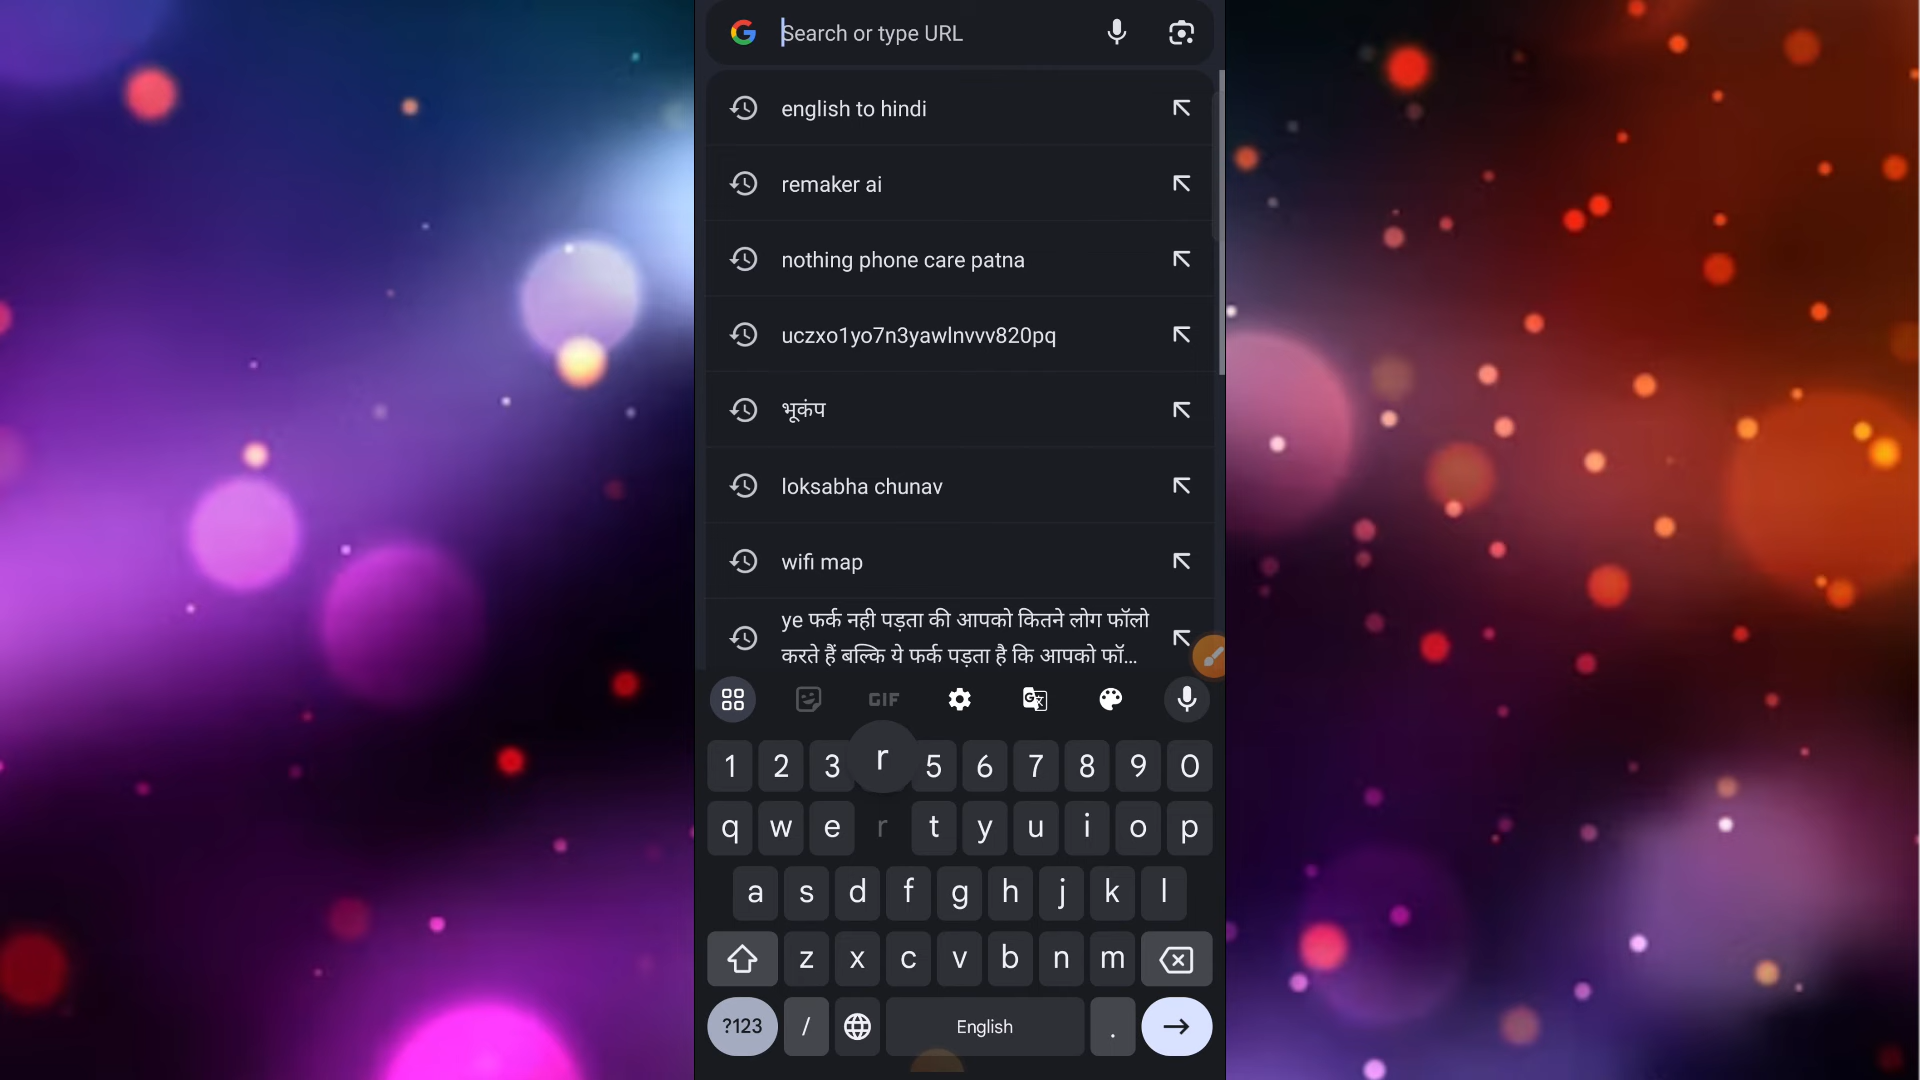 Search or type URL
english to hindi
remaker ai
nothing phone care patna
uczxo1yo7n3yawlnvvv820pq
भूकंप
loksabha chunav
wifi map
ye फर्क नही पड़ता की आपको कितने लोग फॉलो
करते हैं बल्कि ये फर्क पड़ता है कि आपको फॉ...
GIF
1 2 3 r 5 6 7 8 9 0
q w e r t y u i o p
a s d f g h j k l
z x c v b n m
?123 / English .